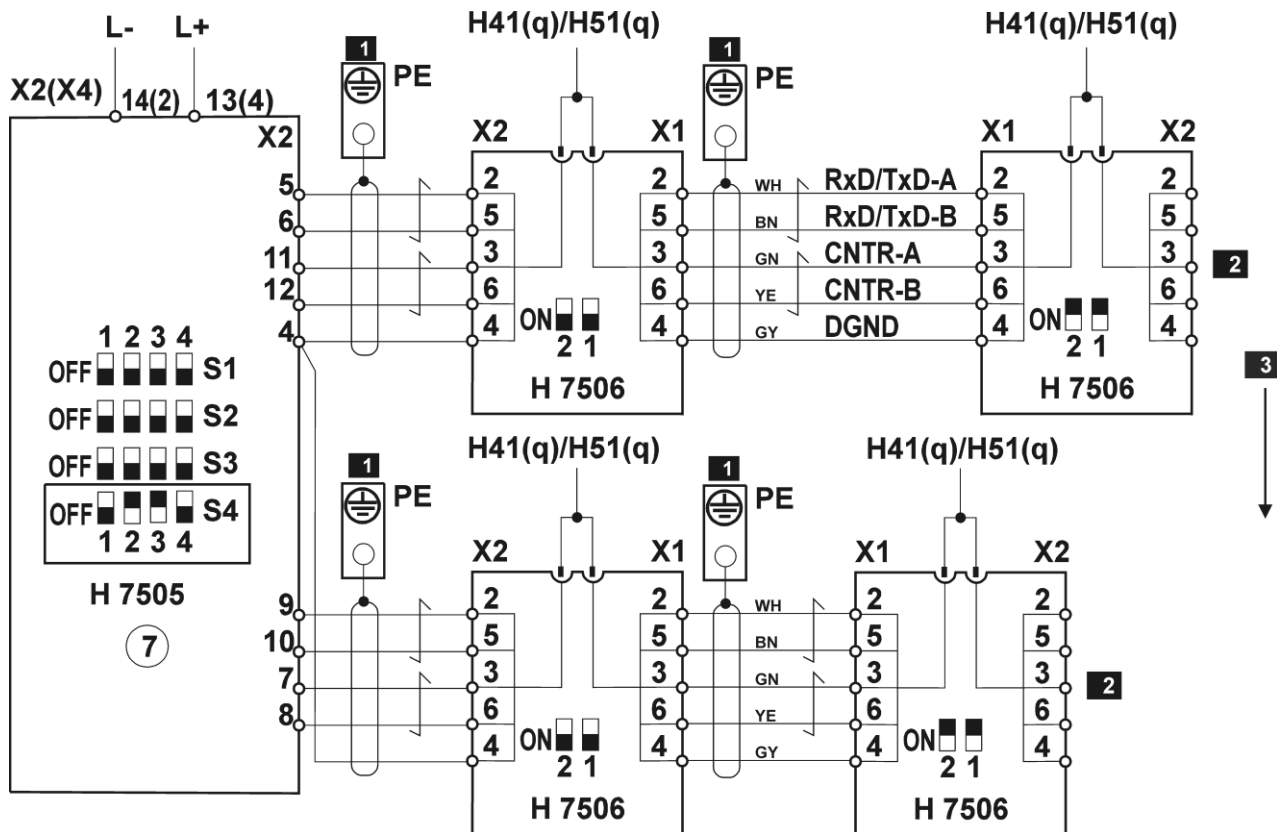 L- L+
X2(X4) 14(2) 13(4)
X2
5
6
11
12
4
1 2 3 4
OFF S1
OFF S2
OFF S3
OFF S4
1 2 3 4
H 7505
7
9
10
7
8
1
PE
H41(q)/H51(q)
X2 X1
2 2
5 5
3 3
6 6
4 4
ON
2 1
H 7506
1
PE
WH RxD/TxD-A
BN RxD/TxD-B
GN CNTR-A
YE CNTR-B
GY DGND
H41(q)/H51(q)
X1 X2
2 2
5 5
3 3
6 6
4 4
ON
2 1
H 7506
2
3
1
PE
H41(q)/H51(q)
X2 X1
2 2
5 5
3 3
6 6
4 4
ON
2 1
H 7506
1
PE
WH
BN
GN
YE
GY
H41(q)/H51(q)
X1 X2
2 2
5 5
3 3
6 6
4 4
ON
2 1
H 7506
2